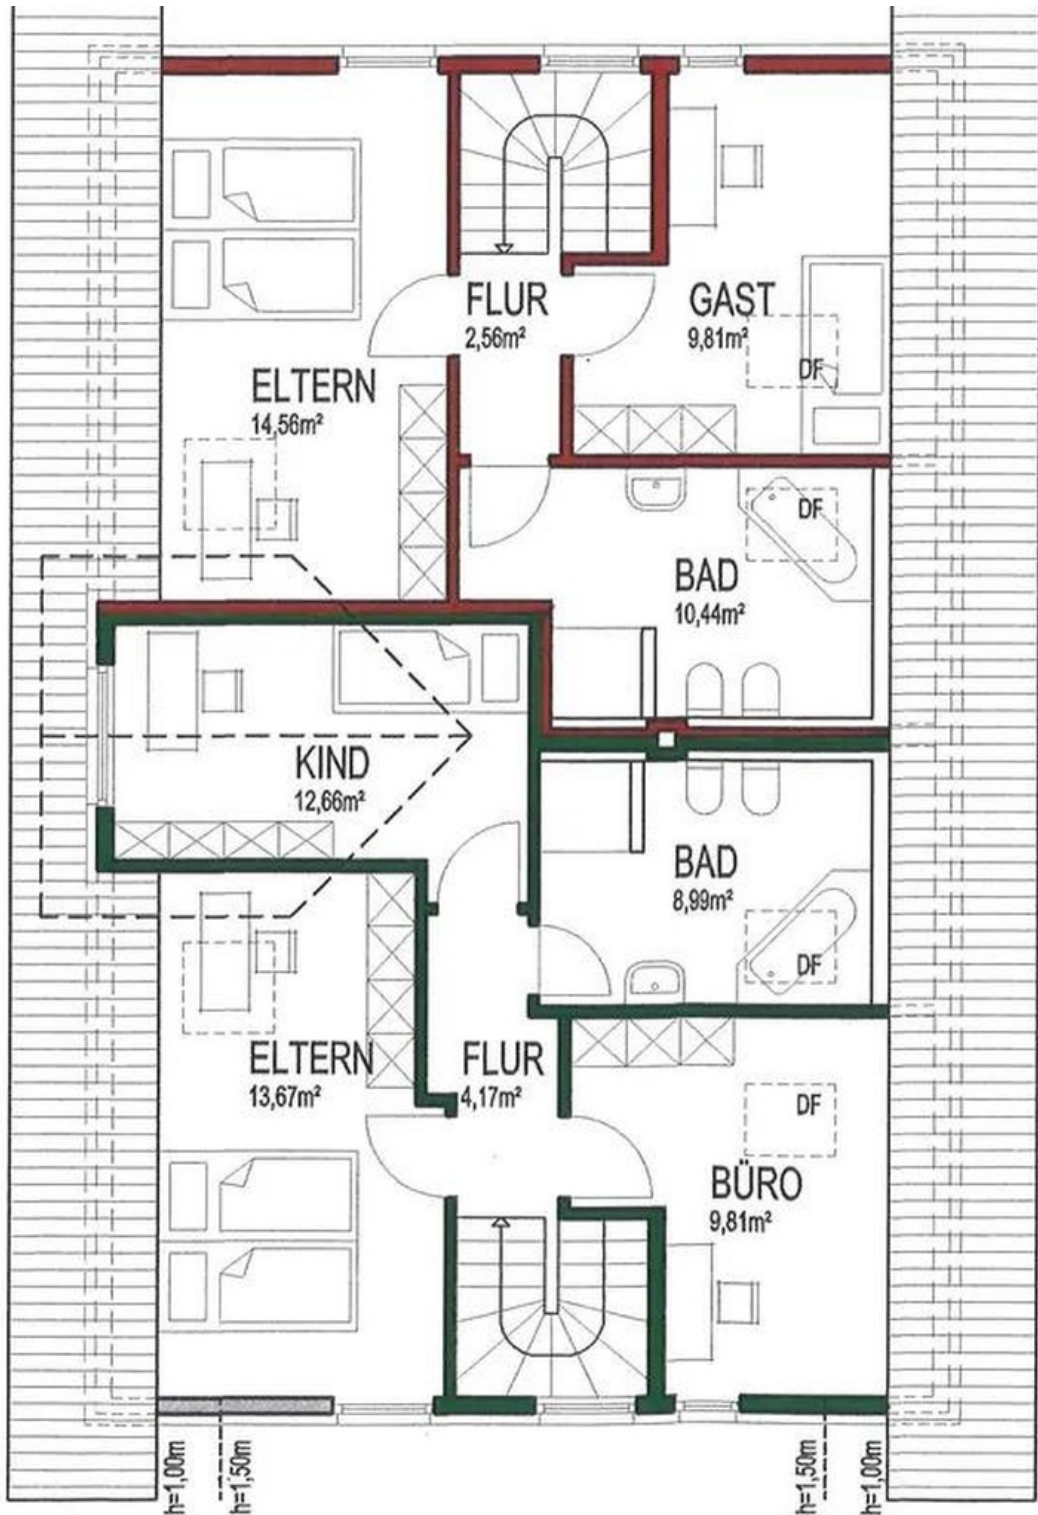 FLUR
2,56m²
GAST
9,81m²
DF
ELTERN
14,56m²
DF
BAD
10,44m²
KIND
12,66m²
BAD
8,99m²
DF
ELTERN
13,67m²
FLUR
4,17m²
DF
BÜRO
9,81m²
h=1,00m
h=1,50m
h=1,50m
h=1,00m